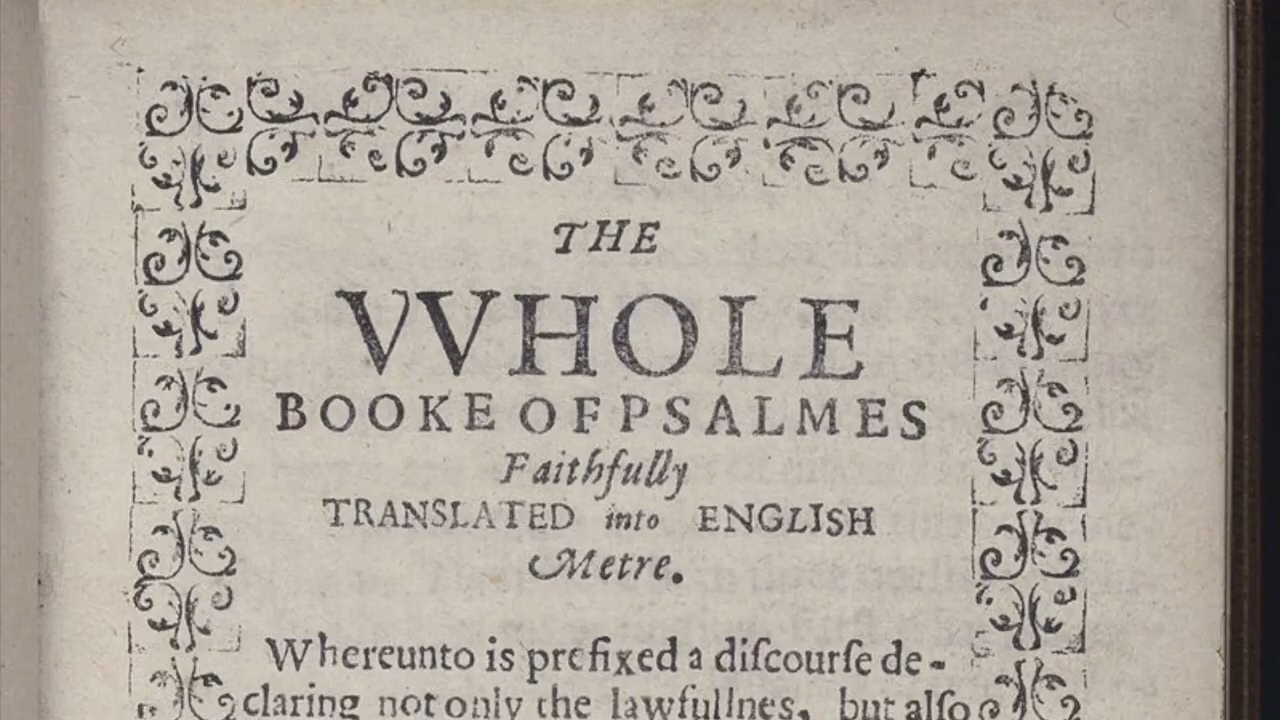 THE
VVHOLE
BOOKE OF PSALMES
Faithfully
TRANSLATED into ENGLISH
Metre.
Whereunto is prefixed a diſcourſe de-
claring not only the lawfullnes, but alſo